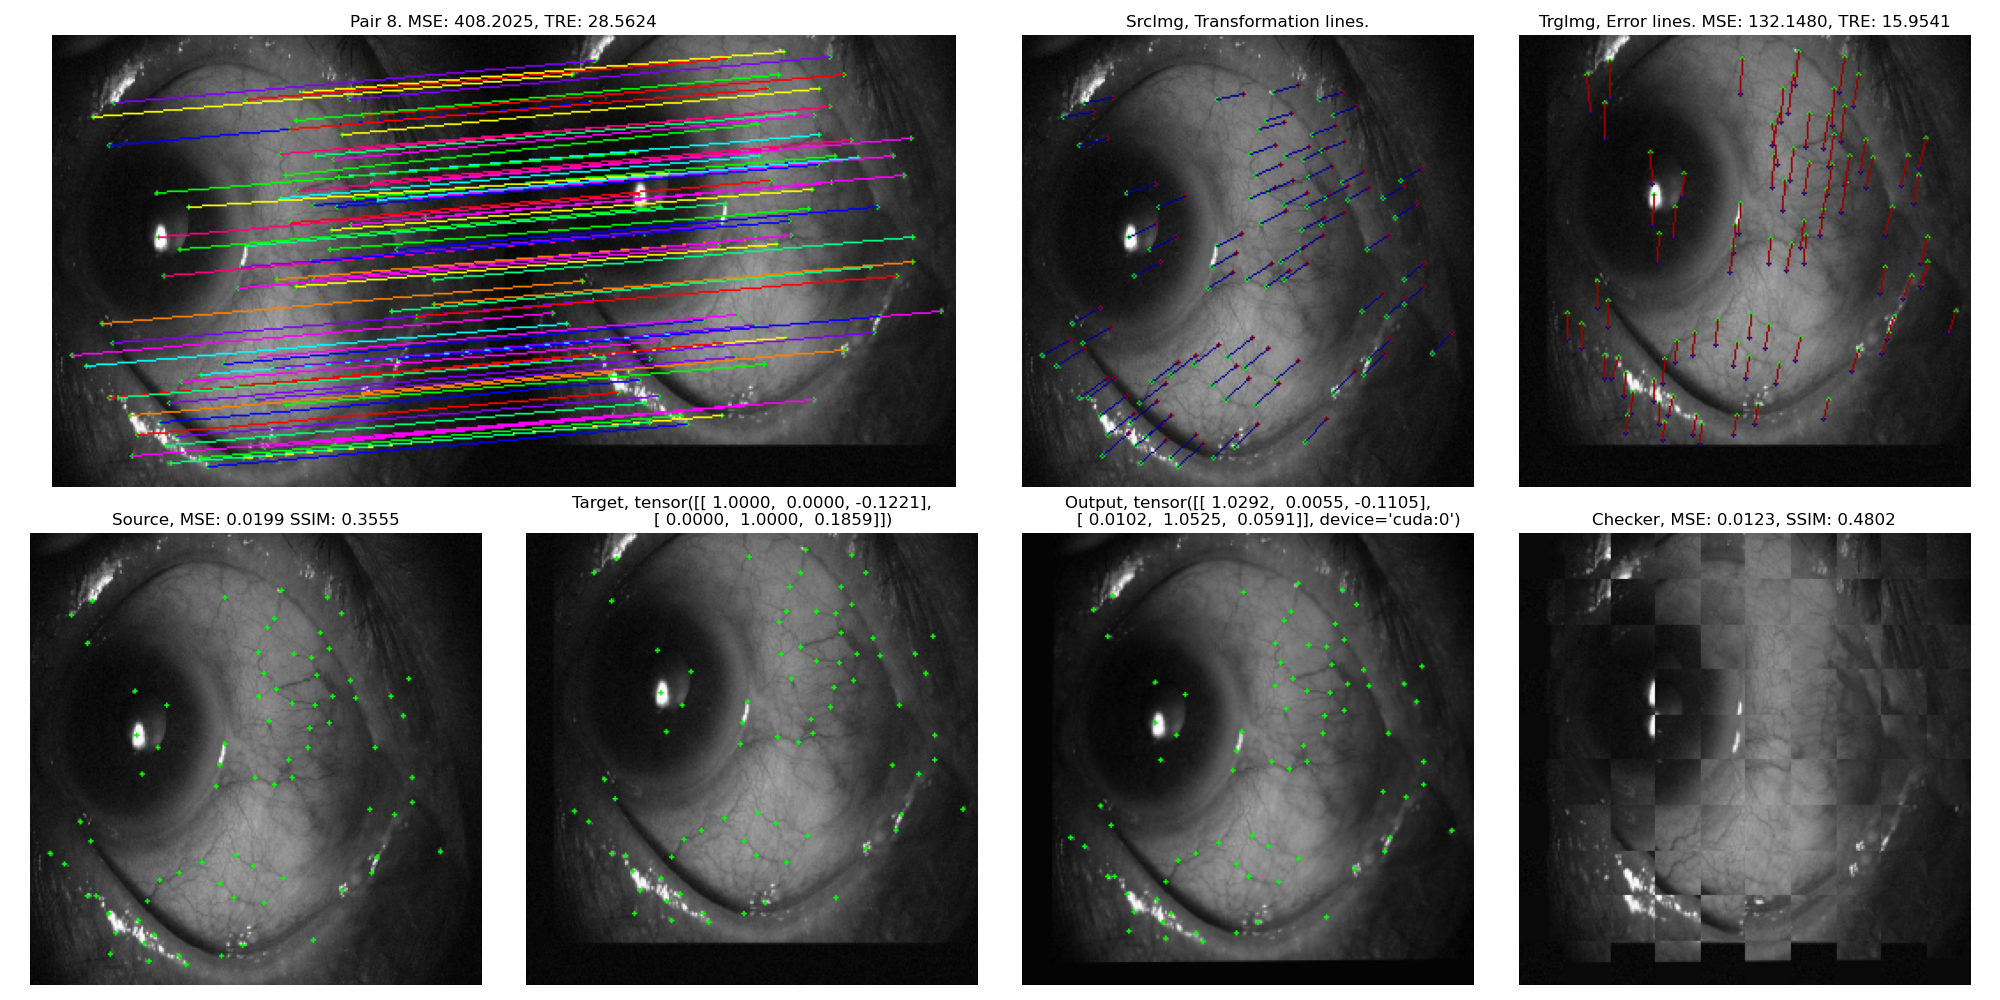 Pair 8. MSE: 408.2025, TRE: 28.5624
SrcImg, Transformation lines.
TrgImg, Error lines. MSE: 132.1480, TRE: 15.9541
Source, MSE: 0.0199 SSIM: 0.3555
Target, tensor([[ 1.0000, 0.0000, -0.1221],
[ 0.0000, 1.0000, 0.1859]])
Output, tensor([[ 1.0292, 0.0055, -0.1105],
[ 0.0102, 1.0525, 0.0591]], device='cuda:0')
Checker, MSE: 0.0123, SSIM: 0.4802